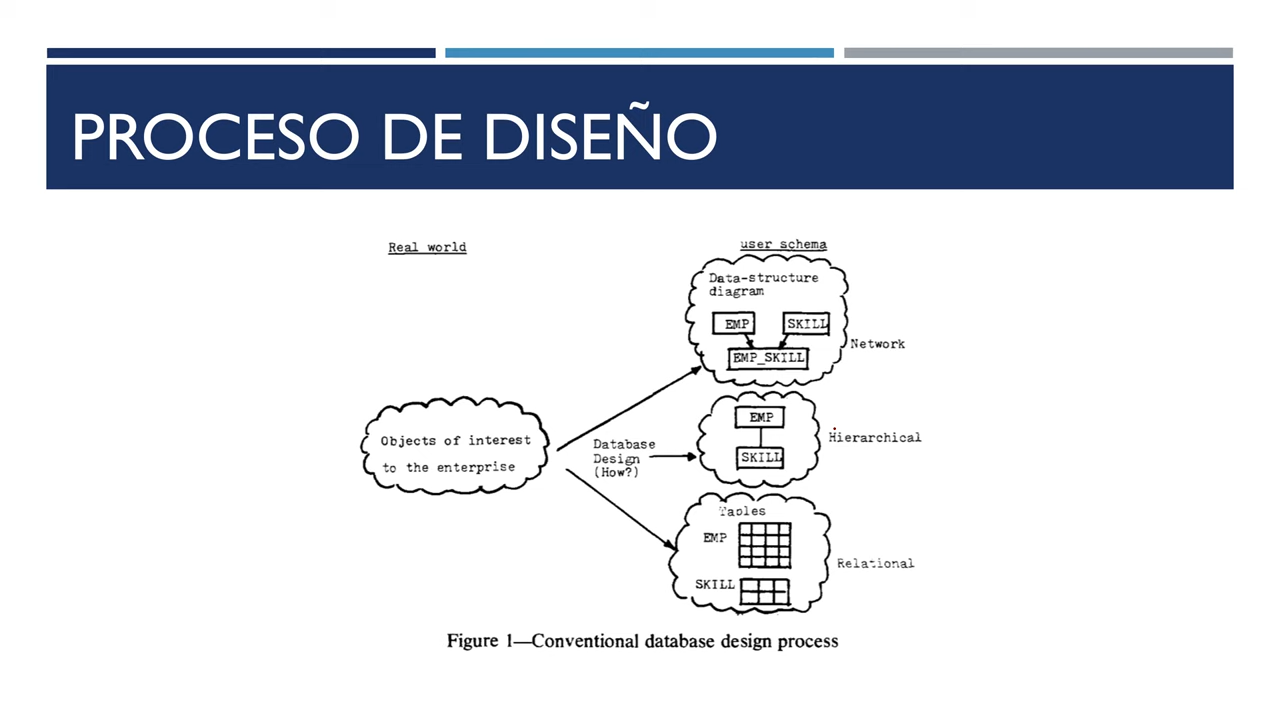 PROCESO DE DISEÑO
Real world
user schema
Data-structure
diagram
EMP
SKILL
EMP_SKILL
Network
EMP
SKILL
Hierarchical
Objects of interest
to the enterprise
Database
Design
(How?)
Tables
EMP
SKILL
Relational
Figure 1—Conventional database design process